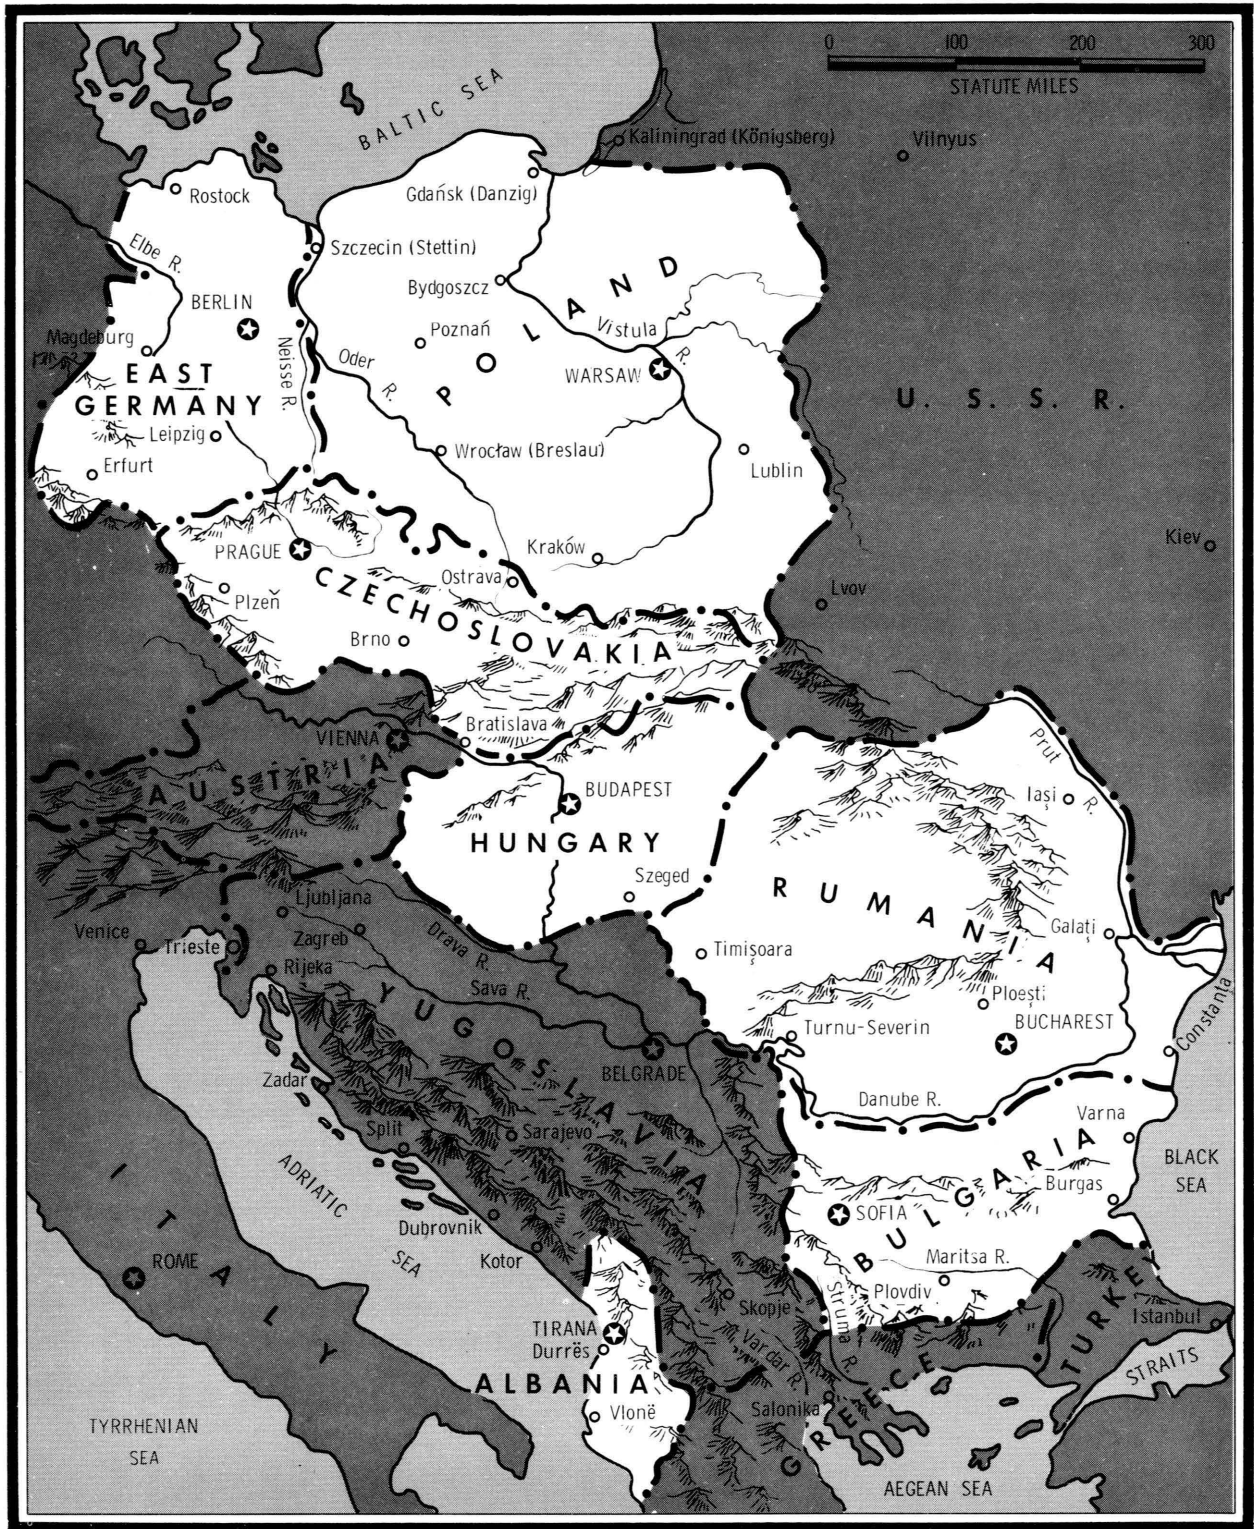 0 100 200 300
STATUTE MILES
BALTIC SEA
Kaliningrad (Königsberg)
Vilnyus
Gdańsk (Danzig)
Rostock
Szczecin (Stettin)
Elbe R.
Bydgoszcz
BERLIN
Poznań
POLAND
Vistula R.
Magdeburg
Neisse R.
Oder R.
WARSAW
EAST
GERMANY
U. S. S. R.
Leipzig
Wrocław (Breslau)
Erfurt
Lublin
Kiev
PRAGUE
Kraków
Ostrava
Lvov
Plzeň
CZECHOSLOVAKIA
Brno
Bratislava
VIENNA
AUSTRIA
BUDAPEST
Prut R.
Iaşi
HUNGARY
Szeged
RUMANIA
Ljubljana
Venice
Trieste
Zagreb
Drava R.
Galaţi
Timişoara
Rijeka
Sava R.
Ploeşti
YUGOSLAVIA
Turnu-Severin
BUCHAREST
Constanta
Zadar
BELGRADE
Danube R.
Varna
Split
Sarajevo
BULGARIA
BLACK
SEA
ADRIATIC
SEA
Burgas
SOFIA
Dubrovnik
ITALY
ROME
Kotor
Maritsa R.
Plovdiv
Skopje
Struma R.
TURKEY
Istanbul
TIRANA
Durrës
Vardar R.
STRAITS
GREECE
ALBANIA
Vlonë
Salonika
TYRRHENIAN
SEA
AEGEAN SEA